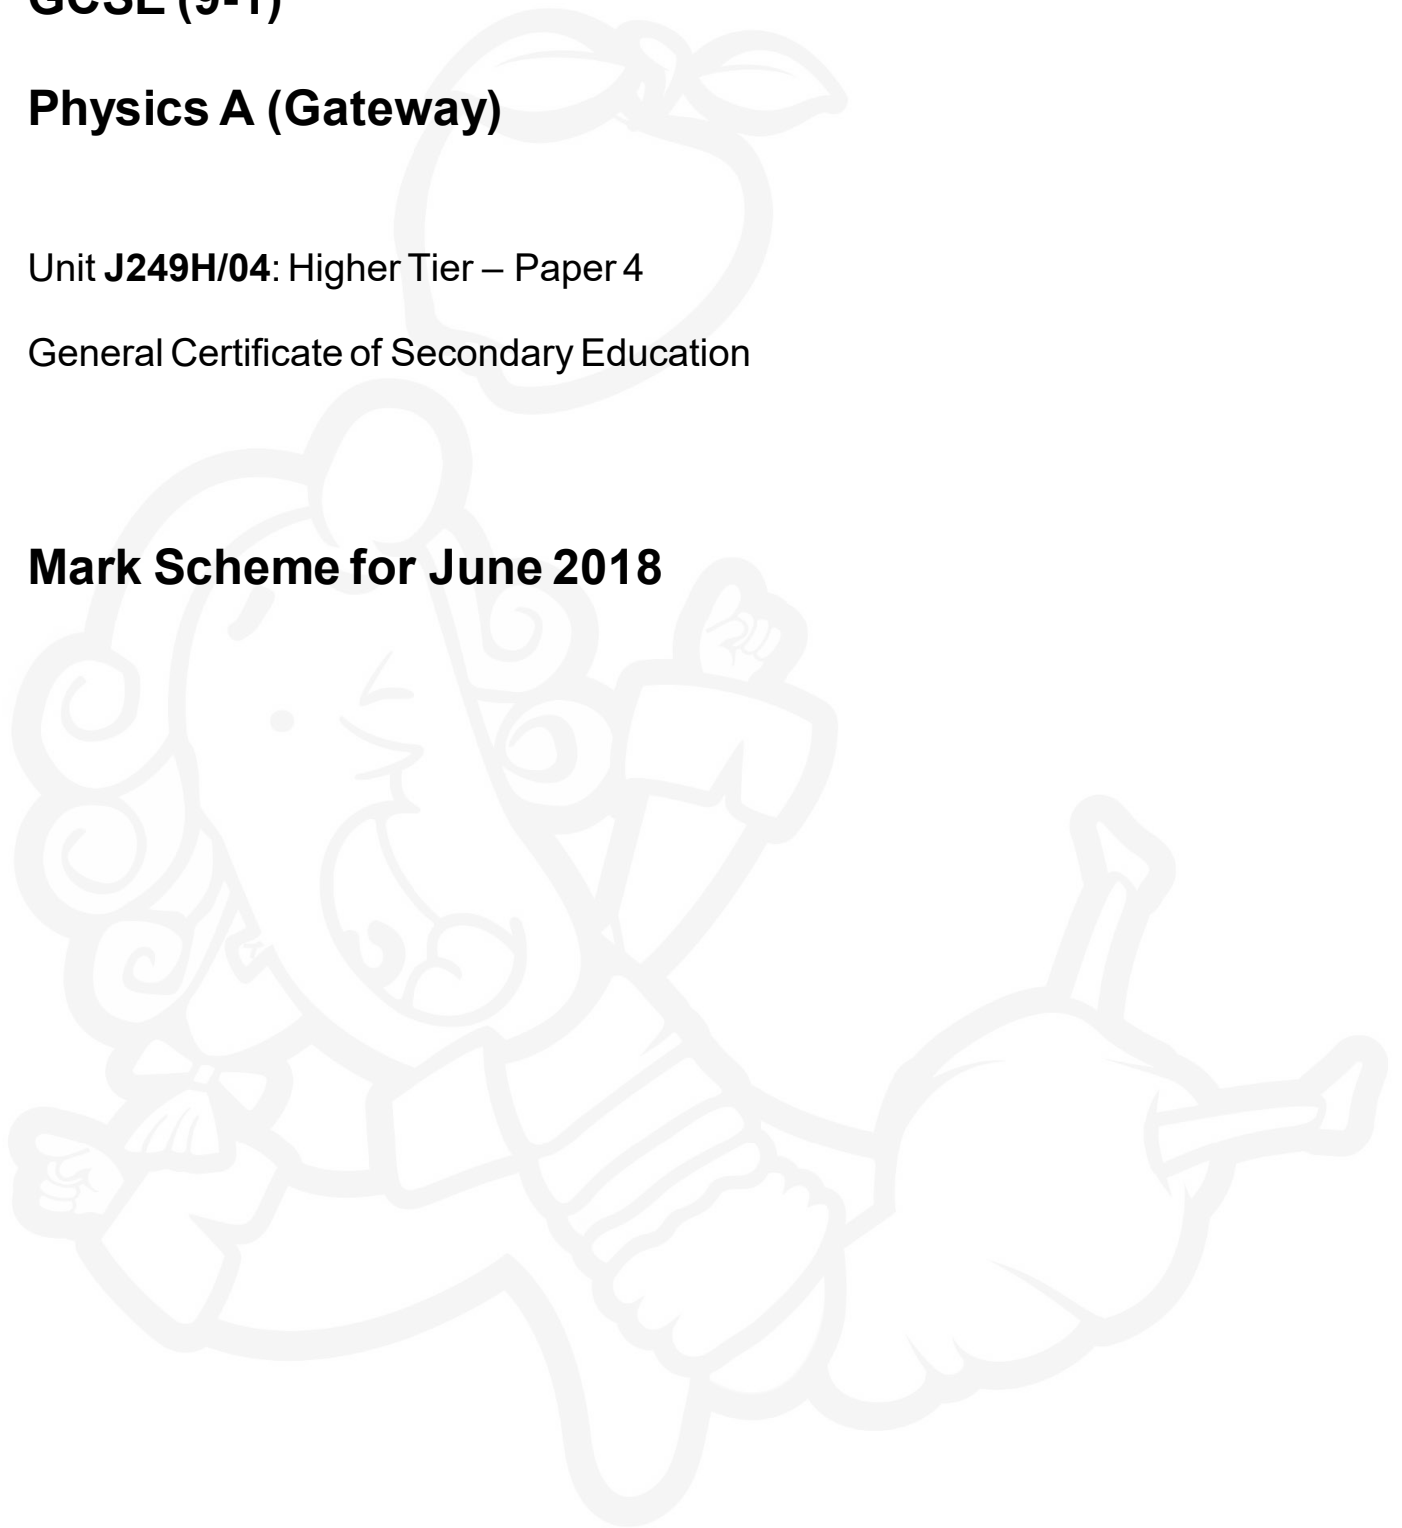 GCSE (9-1)
Physics A (Gateway)
Unit J249H/04: Higher Tier – Paper 4
General Certificate of Secondary Education
Mark Scheme for June 2018